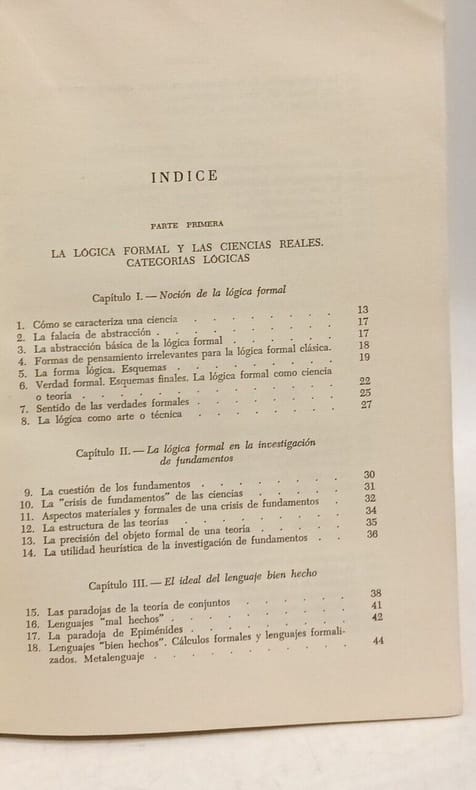 INDICE
PARTE PRIMERA
LA LÓGICA FORMAL Y LAS CIENCIAS REALES.
CATEGORIAS LÓGICAS
Capítulo I. — Noción de la lógica formal
1. Cómo se caracteriza una ciencia . . . . . . 13
2. La falacia de abstracción . . . . . . . 17
3. La abstracción básica de la lógica formal . . . . 17
4. Formas de pensamiento irrelevantes para la lógica formal clásica. 18
5. La forma lógica. Esquemas . . . . . . . 19
6. Verdad formal. Esquemas finales. La lógica formal como ciencia
o teoría . . . . . . . . . . 22
7. Sentido de las verdades formales . . . . . . 25
8. La lógica como arte o técnica . . . . . . 27
Capítulo II. — La lógica formal en la investigación
de fundamentos
9. La cuestión de los fundamentos . . . . . . 30
10. La "crisis de fundamentos" de las ciencias . . . . 31
11. Aspectos materiales y formales de una crisis de fundamentos . 32
12. La estructura de las teorías . . . . . . . 34
13. La precisión del objeto formal de una teoría . . . . 35
14. La utilidad heurística de la investigación de fundamentos . . 36
Capítulo III. — El ideal del lenguaje bien hecho
15. Las paradojas de la teoría de conjuntos . . . . . 38
16. Lenguajes "mal hechos" . . . . . . . 41
17. La paradoja de Epiménides . . . . . . . 42
18. Lenguajes "bien hechos". Cálculos formales y lenguajes formali-
zados. Metalenguaje . . . . . . . . 44